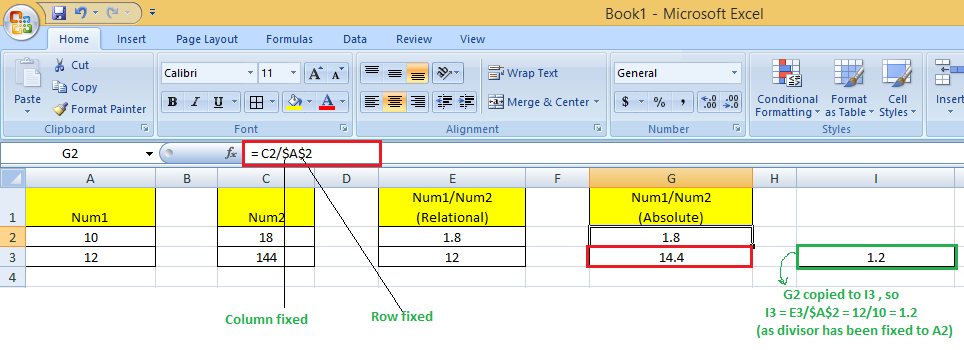 Book1 - Microsoft Excel
Home Insert Page Layout Formulas Data Review View
Cut
Copy
Format Painter
Paste
Clipboard
Calibri 11 A A
B I U A
Font
Wrap Text
Merge & Center
Alignment
General
$ % , .0 .00 .00 .0
Number
Conditional Formatting
Format as Table
Cell Styles
Styles
Insert
G2 fx = C2/$A$2
A B C D E F G H I
1 Num1 Num2 Num1/Num2 (Relational) Num1/Num2 (Absolute)
2 10 18 1.8 1.8
3 12 144 12 14.4 1.2
4
Column fixed
Row fixed
G2 copied to I3 , so
I3 = E3/$A$2 = 12/10 = 1.2
(as divisor has been fixed to A2)